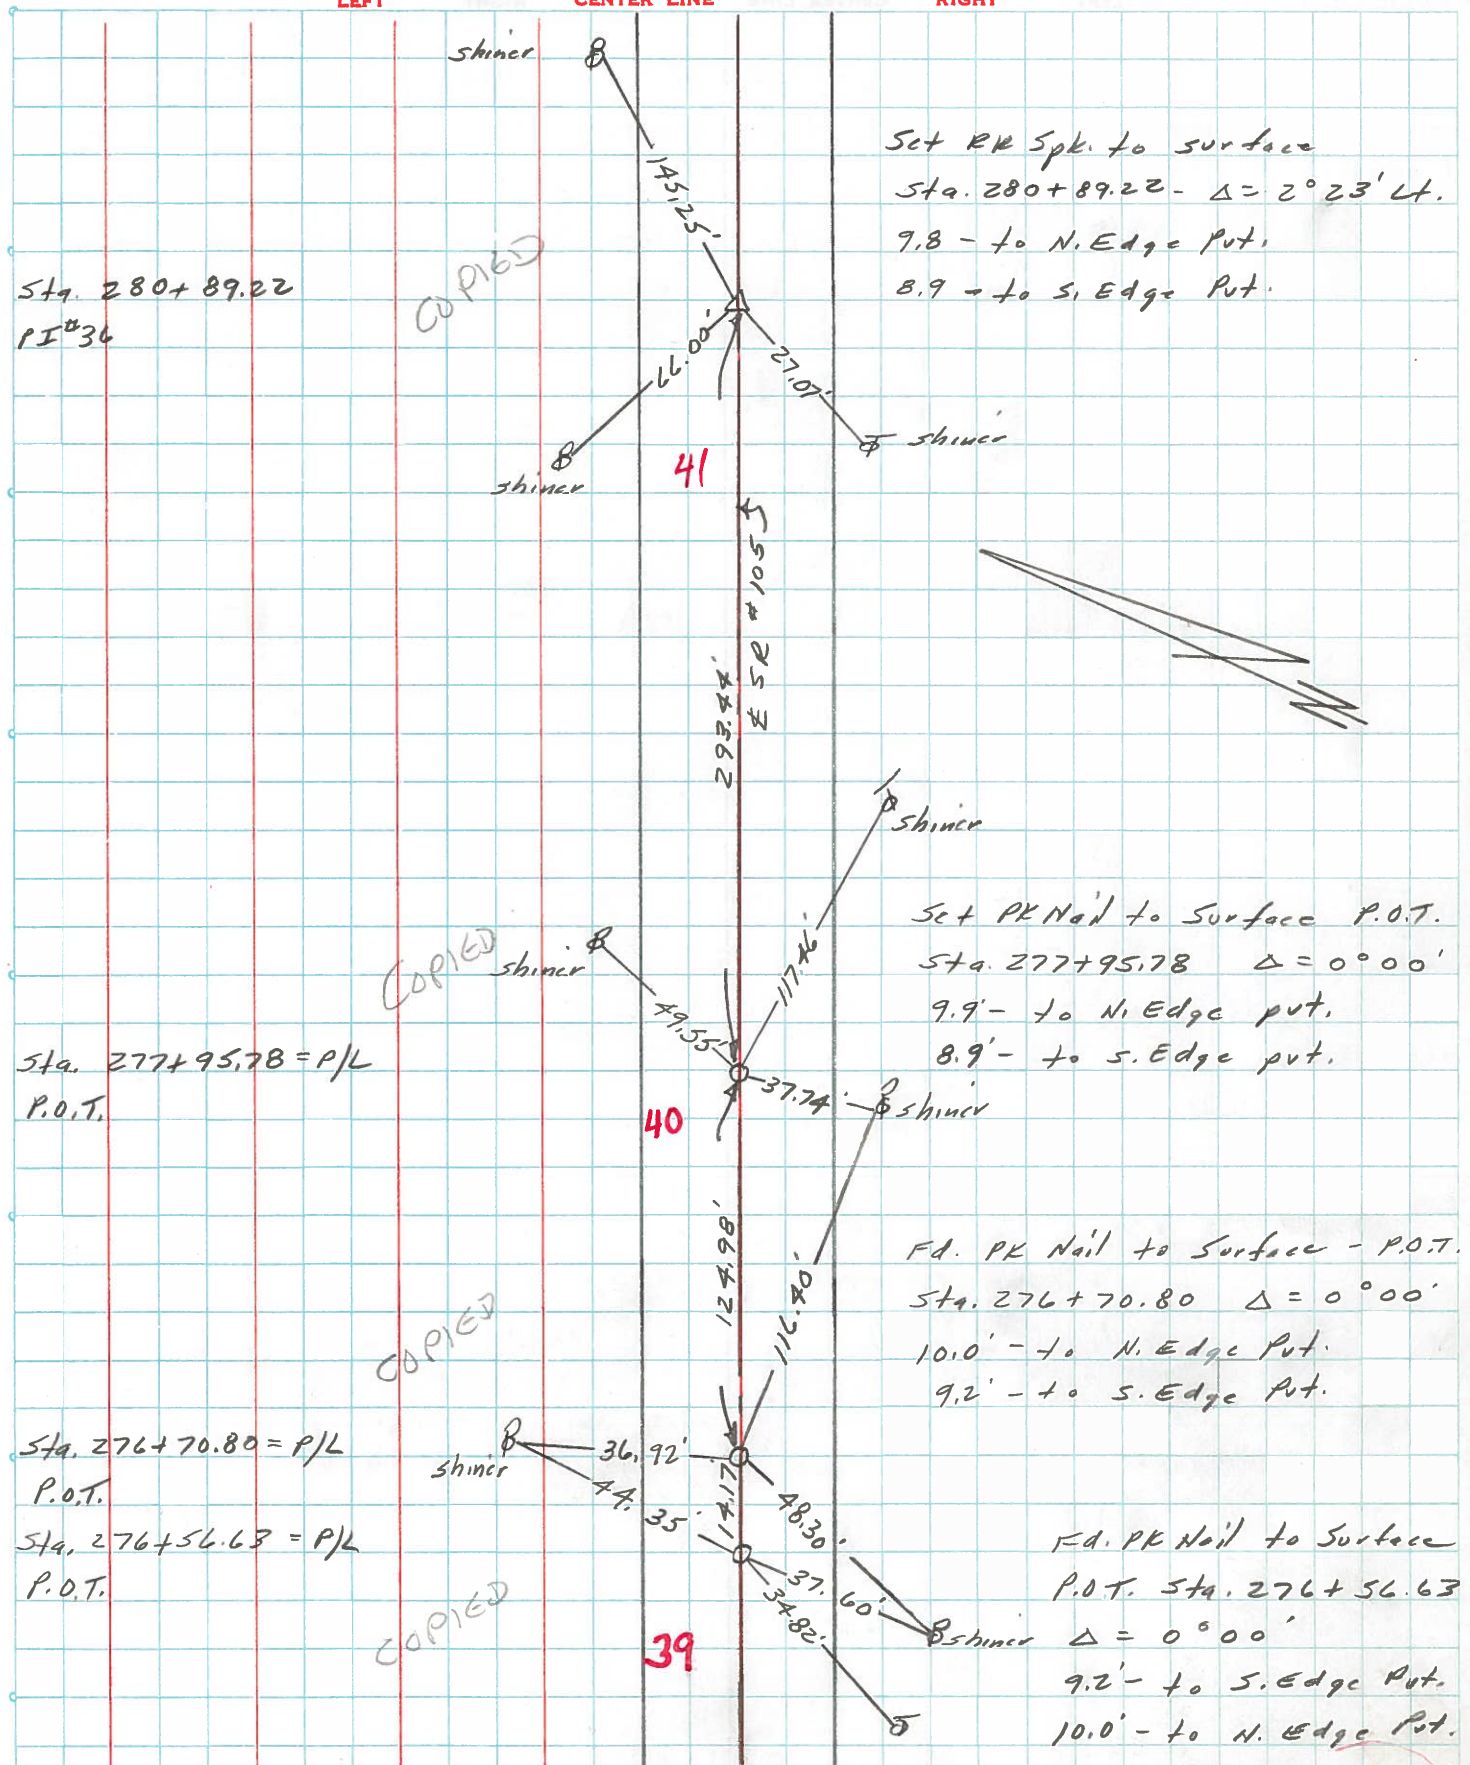 LEFT CENTER LINE RIGHT
shiner
145.25'
Set RR Spk. to surface
Sta. 280+89.22 - Δ = 2°23' Lt.
9.8 - to N. Edge Pvt.
8.9 - to S. Edge Pvt.
COPIED
Sta. 280+89.22
PI #36
66.00'
27.07'
shiner
shiner
41
℄ SR #105
293.44'
N
shiner
117.46'
Set PK Nail to Surface P.O.T.
Sta. 277+95.78 Δ = 0°00'
9.9' - to N. Edge pvt.
8.9' - to S. Edge pvt.
COPIED
shiner
49.55'
Sta. 277+95.78 = P/L
P.O.T.
37.74'
shiner
40
124.98'
116.40'
Fd. PK Nail to Surface - P.O.T.
Sta. 276+70.80 Δ = 0°00'
10.0' - to N. Edge Pvt.
9.2' - to S. Edge Pvt.
COPIED
Sta. 276+70.80 = P/L
P.O.T.
shiner
36.92'
44.35'
14.17'
48.30'
Sta. 276+56.63 = P/L
P.O.T.
37.60'
34.82'
shiner
Fd. PK Nail to Surface
P.O.T. Sta. 276+56.63
Δ = 0°00'
9.2' - to S. Edge Pvt.
10.0' - to N. Edge Pvt.
COPIED
39